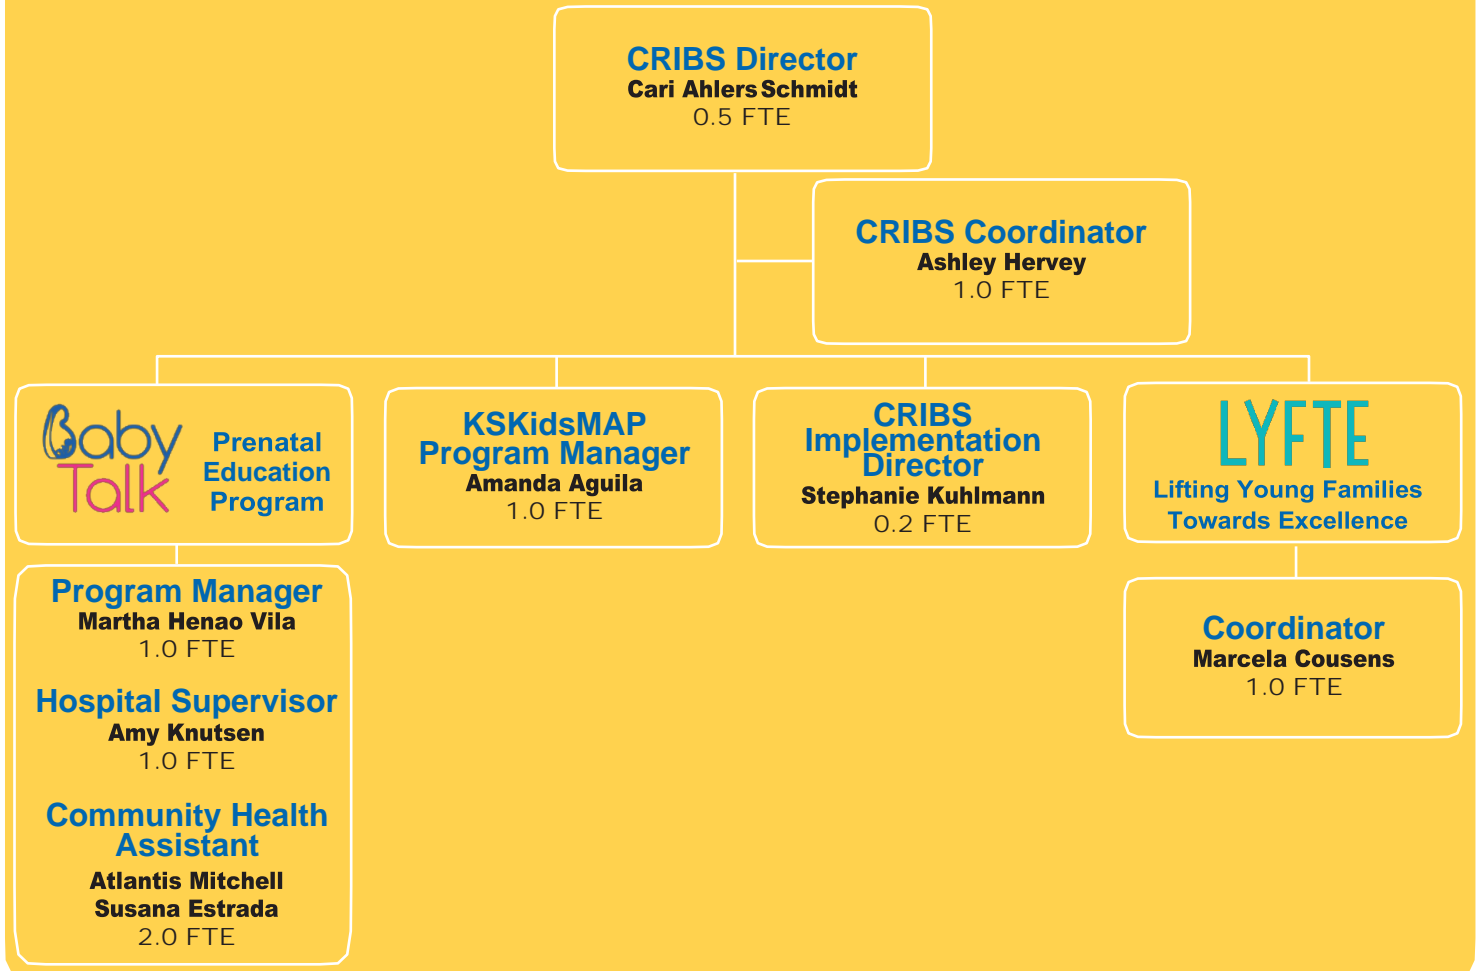 CRIBS Director
Cari Ahlers Schmidt
0.5 FTE
CRIBS Coordinator
Ashley Hervey
1.0 FTE
Baby
Talk
Prenatal
Education
Program
KSKidsMAP
Program Manager
Amanda Aguila
1.0 FTE
CRIBS
Implementation
Director
Stephanie Kuhlmann
0.2 FTE
LYFTE
Lifting Young Families
Towards Excellence
Program Manager
Martha Henao Vila
1.0 FTE
Hospital Supervisor
Amy Knutsen
1.0 FTE
Community Health
Assistant
Atlantis Mitchell
Susana Estrada
2.0 FTE
Coordinator
Marcela Cousens
1.0 FTE